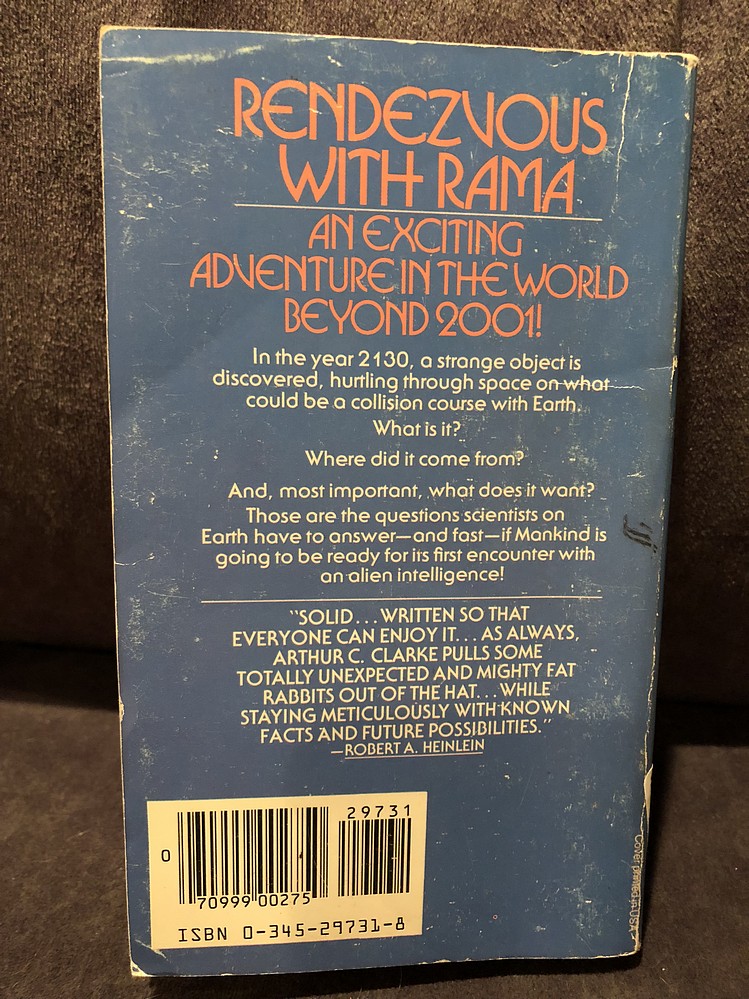 RENDEZVOUS
WITH RAMA
AN EXCITING
ADVENTURE IN THE WORLD
BEYOND 2001!
In the year 2130, a strange object is
discovered, hurtling through space on what
could be a collision course with Earth.
What is it?
Where did it come from?
And, most important, what does it want?
Those are the questions scientists on
Earth have to answer—and fast—if Mankind is
going to be ready for its first encounter with
an alien intelligence!
"SOLID...WRITTEN SO THAT
EVERYONE CAN ENJOY IT...AS ALWAYS,
ARTHUR C. CLARKE PULLS SOME
TOTALLY UNEXPECTED AND MIGHTY FAT
RABBITS OUT OF THE HAT...WHILE
STAYING METICULOUSLY WITH KNOWN
FACTS AND FUTURE POSSIBILITIES."
—ROBERT A. HEINLEIN
29731
0
70999 00275
ISBN 0-345-29731-8
Cover printed in USA